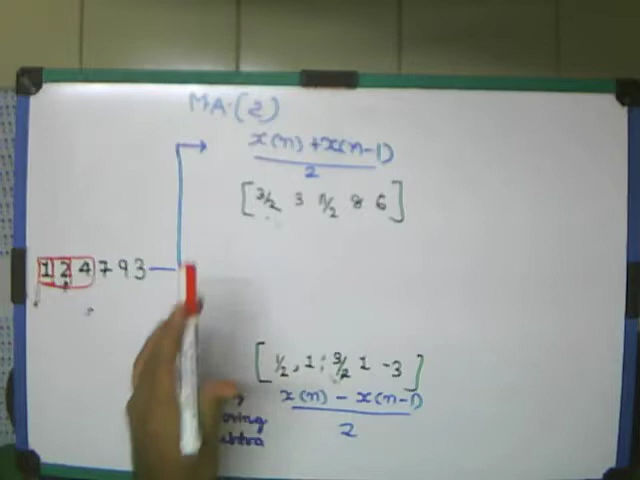 MA.(2)
x(n)+x(n-1)
2
[3/2 3 11/2 8 6]
1 2 4 7 9 3
[1/2, 1, 3/2 1 -3]
x(n) - x(n-1)
2